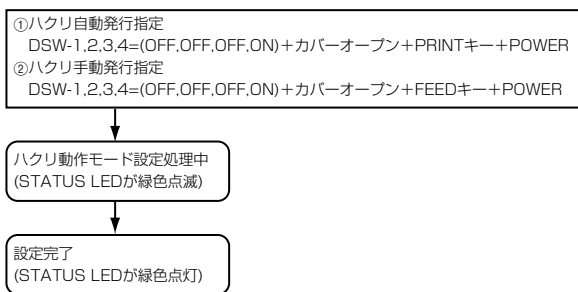 ①ハクリ自動発行指定
DSW-1,2,3,4=(OFF,OFF,OFF,ON)+カバーオープン+PRINTキー+POWER
②ハクリ手動発行指定
DSW-1,2,3,4=(OFF,OFF,OFF,ON)+カバーオープン+FEEDキー+POWER
ハクリ動作モード設定処理中
(STATUS LEDが緑色点滅)
設定完了
(STATUS LEDが緑色点灯)